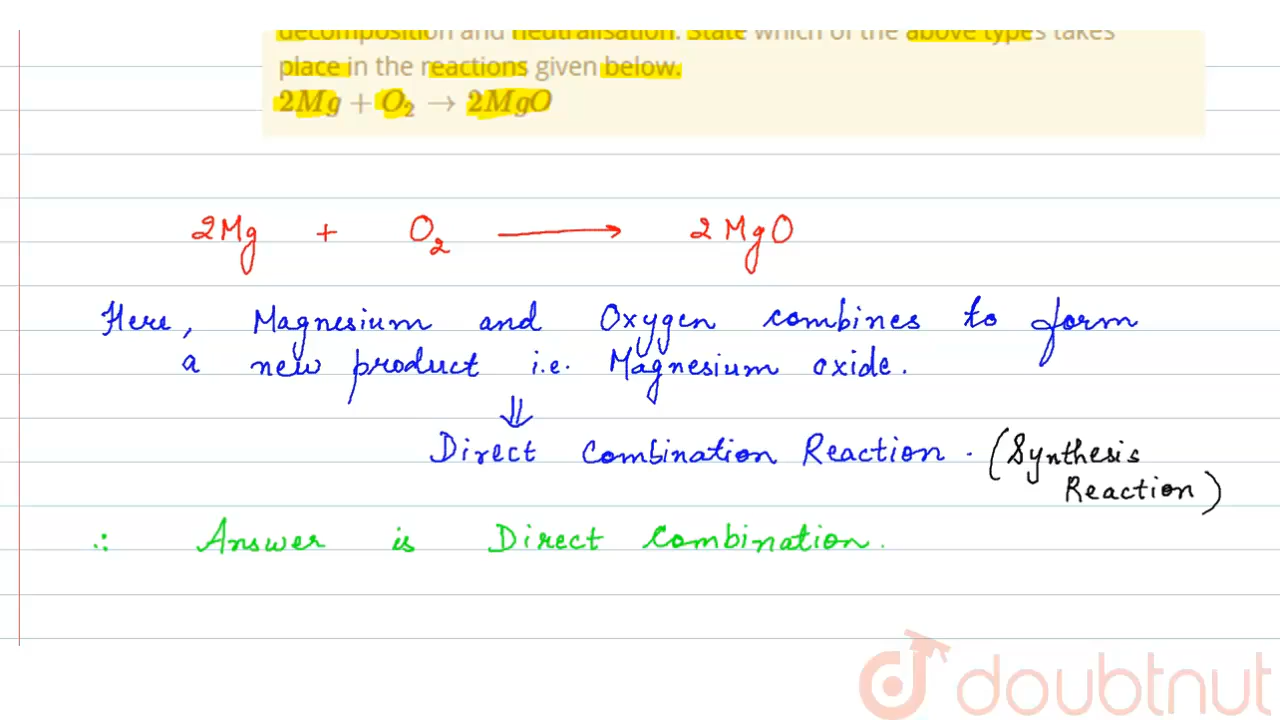 decomposition and neutralisation. State which of the above types takes
place in the reactions given below.
2Mg + O₂ → 2MgO
2Mg + O₂ → 2MgO
Here, Magnesium and Oxygen combines to form
a new product i.e. Magnesium oxide.
⇓
Direct Combination Reaction. (Synthesis
Reaction)
∴ Answer is Direct Combination.
doubtnut